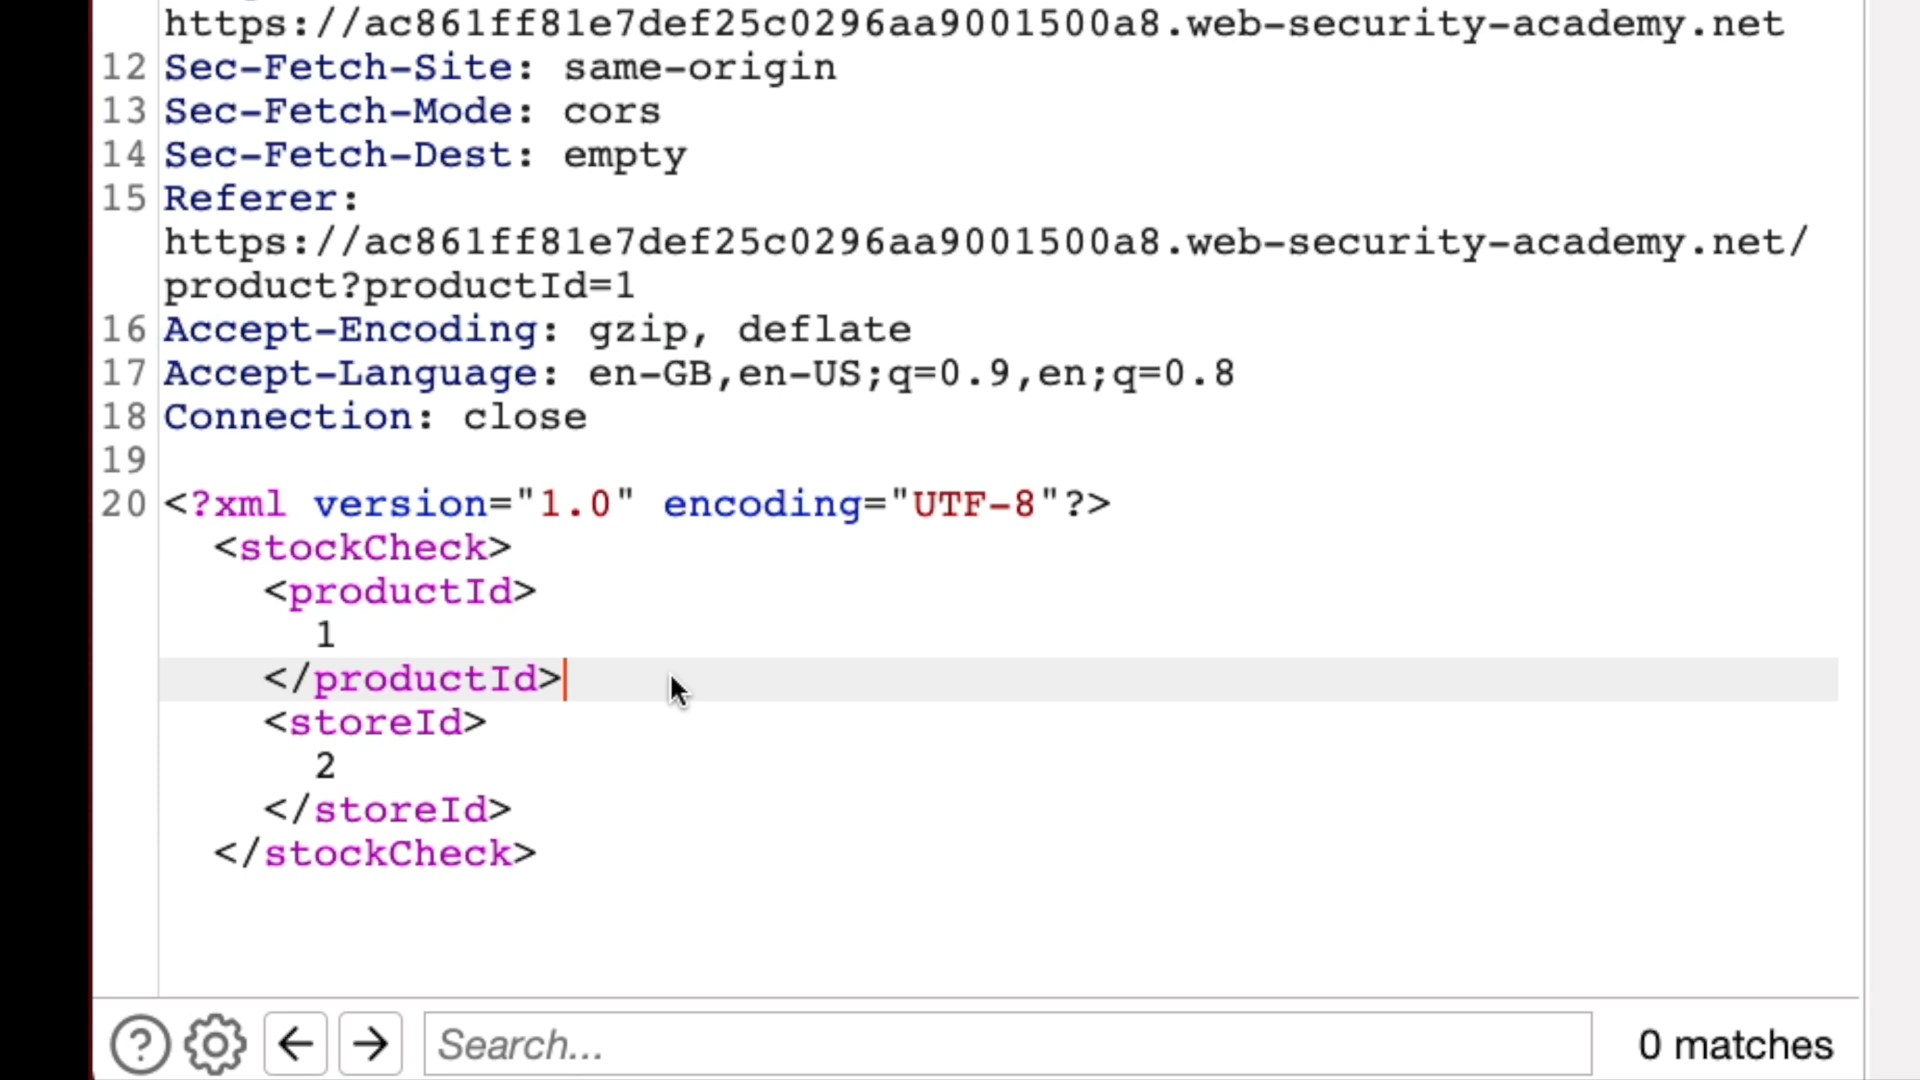 https://ac861ff81e7def25c0296aa9001500a8.web-security-academy.net
12 Sec-Fetch-Site: same-origin
13 Sec-Fetch-Mode: cors
14 Sec-Fetch-Dest: empty
15 Referer:
https://ac861ff81e7def25c0296aa9001500a8.web-security-academy.net/
product?productId=1
16 Accept-Encoding: gzip, deflate
17 Accept-Language: en-GB,en-US;q=0.9,en;q=0.8
18 Connection: close
19
20 <?xml version="1.0" encoding="UTF-8"?>
<stockCheck>
<productId>
1
</productId>
<storeId>
2
</storeId>
</stockCheck>
Search... 0 matches